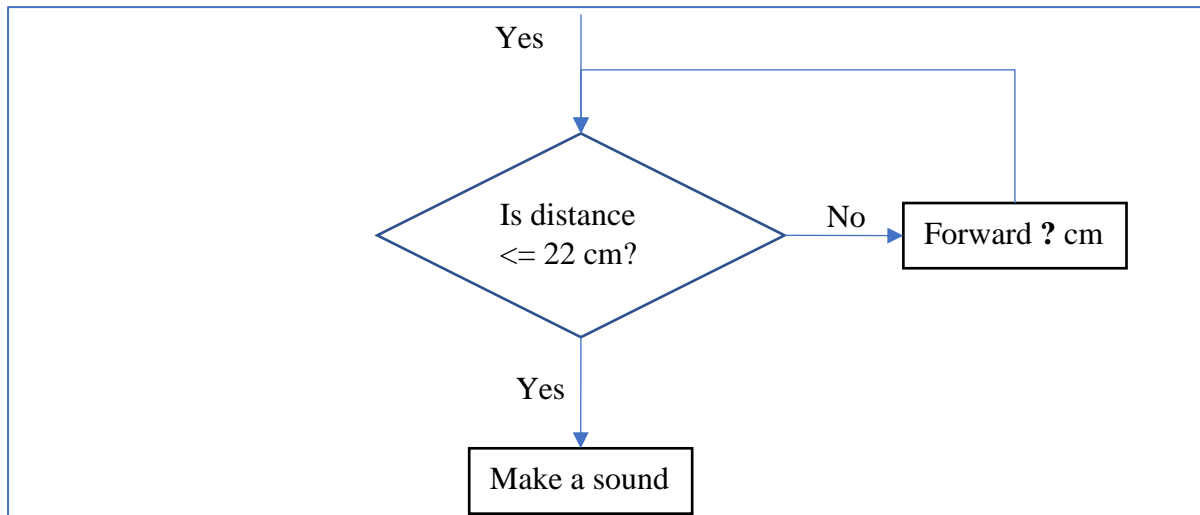 Yes
Is distance
<= 22 cm?
No
Forward ? cm
Yes
Make a sound